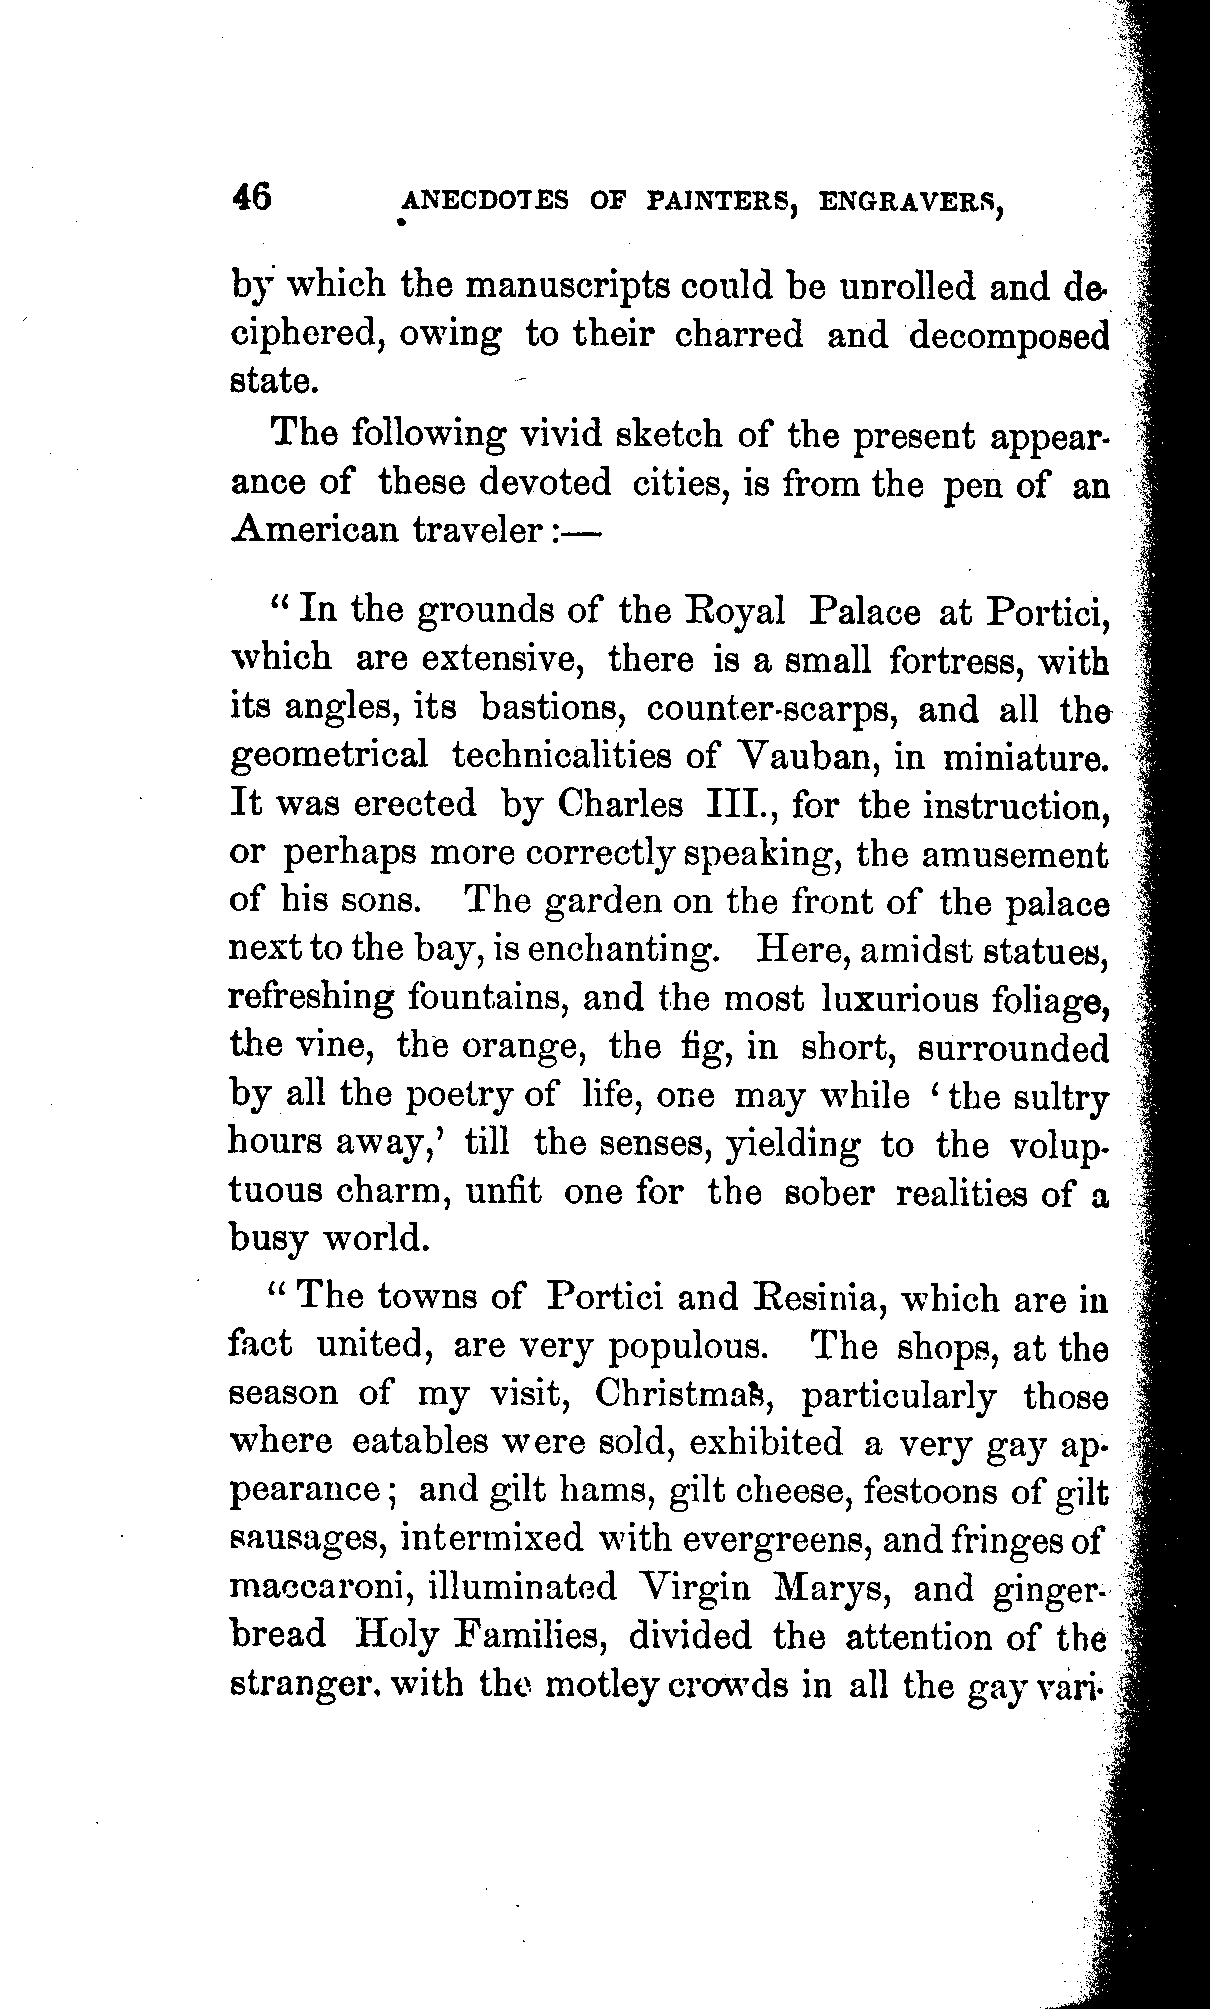 46 ANECDOTES OF PAINTERS, ENGRAVERS,
by which the manuscripts could be unrolled and de-
ciphered, owing to their charred and decomposed
state.
The following vivid sketch of the present appear-
ance of these devoted cities, is from the pen of an
American traveler:—
"In the grounds of the Royal Palace at Portici,
which are extensive, there is a small fortress, with
its angles, its bastions, counter-scarps, and all the
geometrical technicalities of Vauban, in miniature.
It was erected by Charles III., for the instruction,
or perhaps more correctly speaking, the amusement
of his sons. The garden on the front of the palace
next to the bay, is enchanting. Here, amidst statues,
refreshing fountains, and the most luxurious foliage,
the vine, the orange, the fig, in short, surrounded
by all the poetry of life, one may while 'the sultry
hours away,' till the senses, yielding to the volup-
tuous charm, unfit one for the sober realities of a
busy world.
"The towns of Portici and Resinia, which are in
fact united, are very populous. The shops, at the
season of my visit, Christmas, particularly those
where eatables were sold, exhibited a very gay ap-
pearance; and gilt hams, gilt cheese, festoons of gilt
sausages, intermixed with evergreens, and fringes of
maccaroni, illuminated Virgin Marys, and ginger-
bread Holy Families, divided the attention of the
stranger, with the motley crowds in all the gay vari-